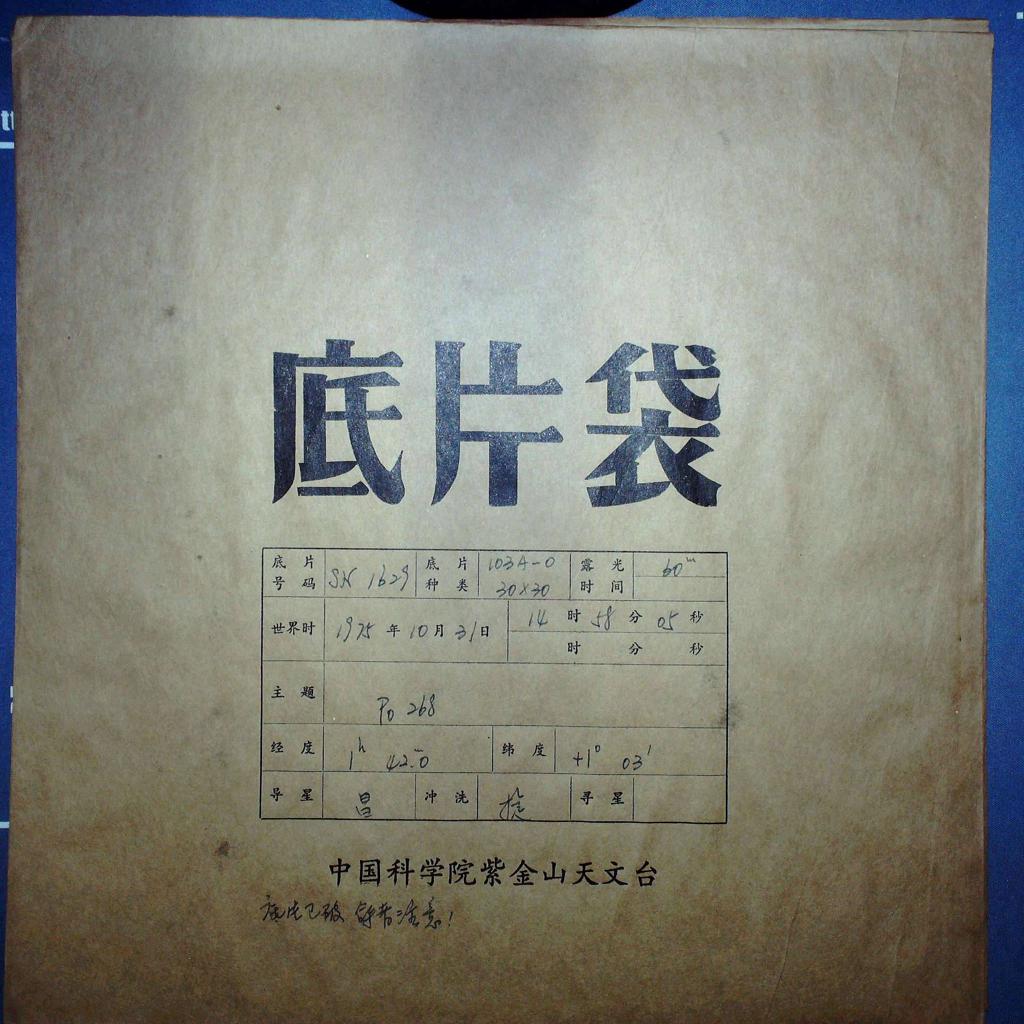 底片袋
底片号码 SN 1629 底片种类 103A-O 30×30 露光时间 60ᵐ
世界时 1975年10月31日 14时58分05秒
时 分 秒
主题 Po 268
经度 1ʰ 42ᵐ.0 纬度 +1° 03′
导星 昌 冲洗 寻星
中国科学院紫金山天文台
底片已破 注意!